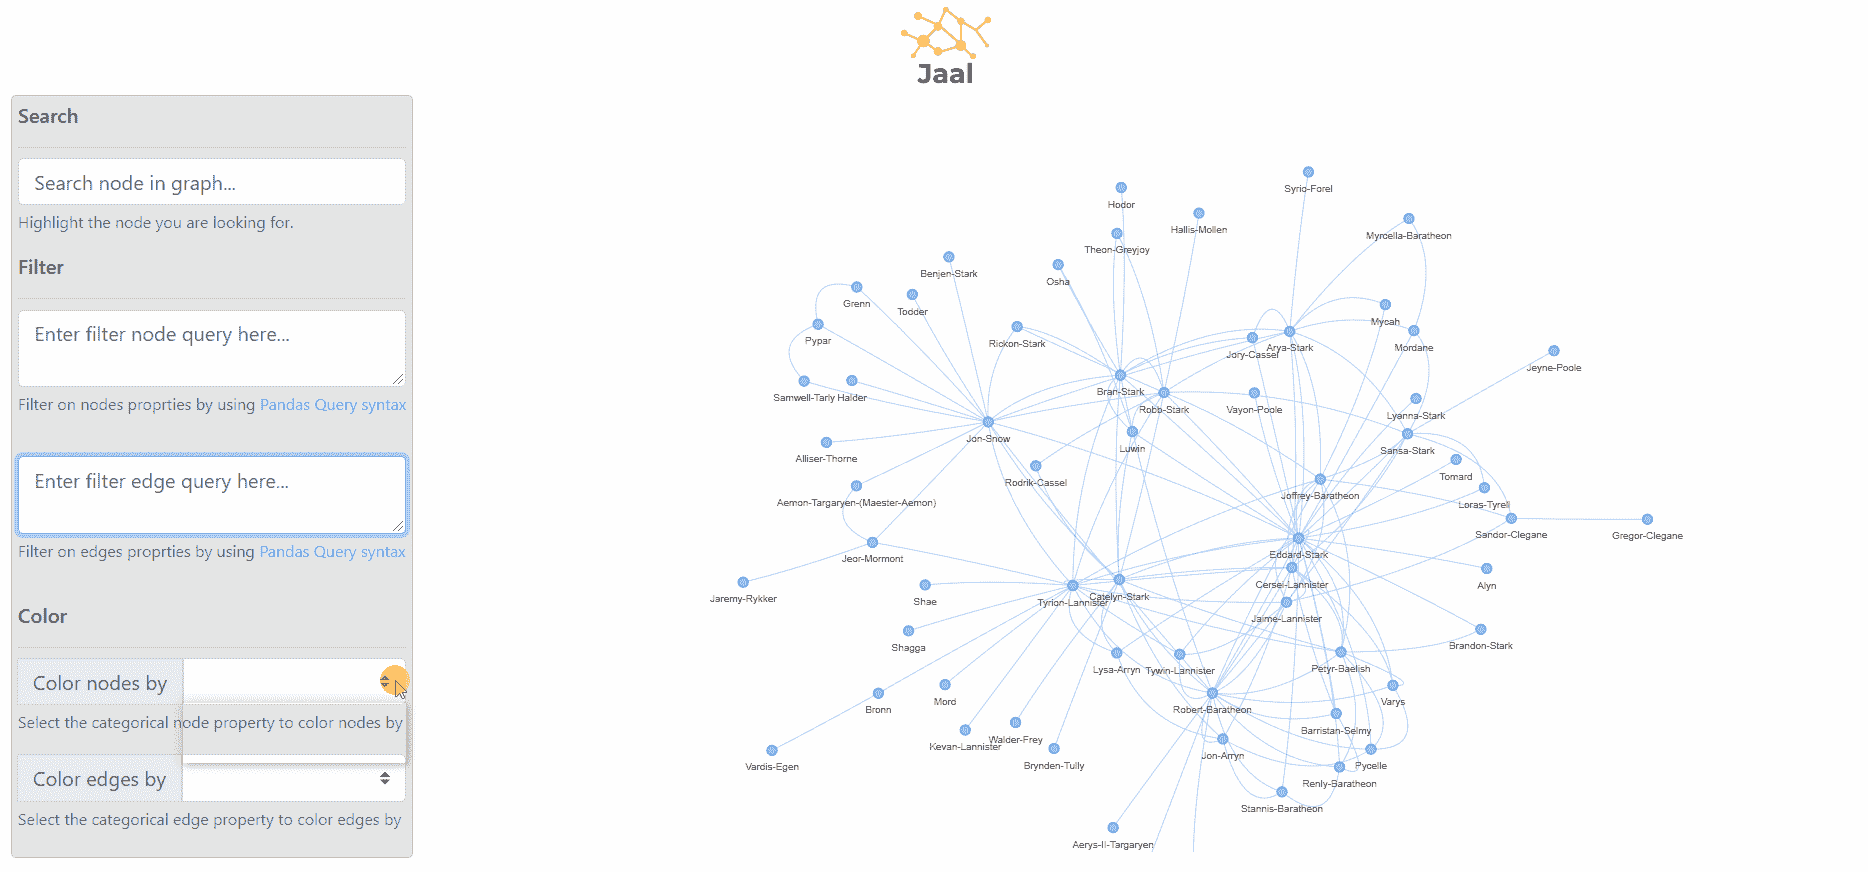 Jaal
Search
Search node in graph...
Highlight the node you are looking for.
Filter
Enter filter node query here...
Filter on nodes proprties by using Pandas Query syntax
Enter filter edge query here...
Filter on edges proprties by using Pandas Query syntax
Color
Color nodes by
Select the categorical node property to color nodes by
Color edges by
Select the categorical edge property to color edges by
Syrio-Forel
Hodor
Hallis-Mollen
Myrcella-Baratheon
Theon-Greyjoy
Benjen-Stark
Osha
Grenn
Todder
Mycah
Pypar
Rickon-Stark
Arya-Stark
Mordane
Jory-Cassel
Jeyne-Poole
Samwell-Tarly
Halder
Bran-Stark
Robb-Stark
Vayon-Poole
Lyanna-Stark
Jon-Snow
Luwin
Sansa-Stark
Alliser-Thorne
Rodrik-Cassel
Tomard
Aemon-Targaryen-(Maester-Aemon)
Joffrey-Baratheon
Loras-Tyrell
Sandor-Clegane
Gregor-Clegane
Jeor-Mormont
Eddard-Stark
Cersei-Lannister
Alyn
Jaremy-Rykker
Shae
Tyrion-Lannister
Catelyn-Stark
Jaime-Lannister
Shagga
Brandon-Stark
Lysa-Arryn
Tywin-Lannister
Petyr-Baelish
Bronn
Mord
Robert-Baratheon
Varys
Kevan-Lannister
Walder-Frey
Barristan-Selmy
Vardis-Egen
Brynden-Tully
Jon-Arryn
Pycelle
Renly-Baratheon
Stannis-Baratheon
Aerys-II-Targaryen